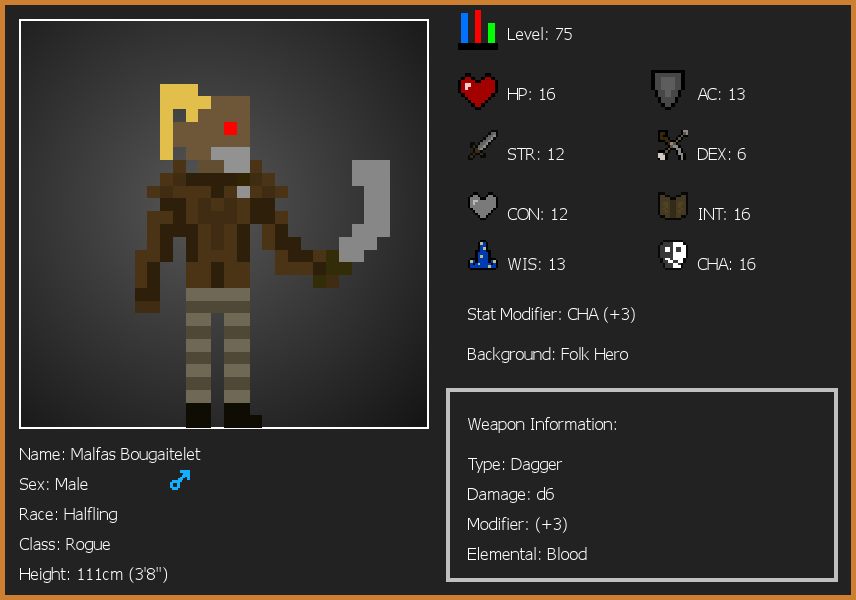 Level: 75
HP: 16
AC: 13
STR: 12
DEX: 6
CON: 12
INT: 16
WIS: 13
CHA: 16
Stat Modifier: CHA (+3)
Background: Folk Hero
Weapon Information:
Type: Dagger
Damage: d6
Modifier: (+3)
Elemental: Blood
Name: Malfas Bougaitelet
Sex: Male
Race: Halfling
Class: Rogue
Height: 111cm (3'8")